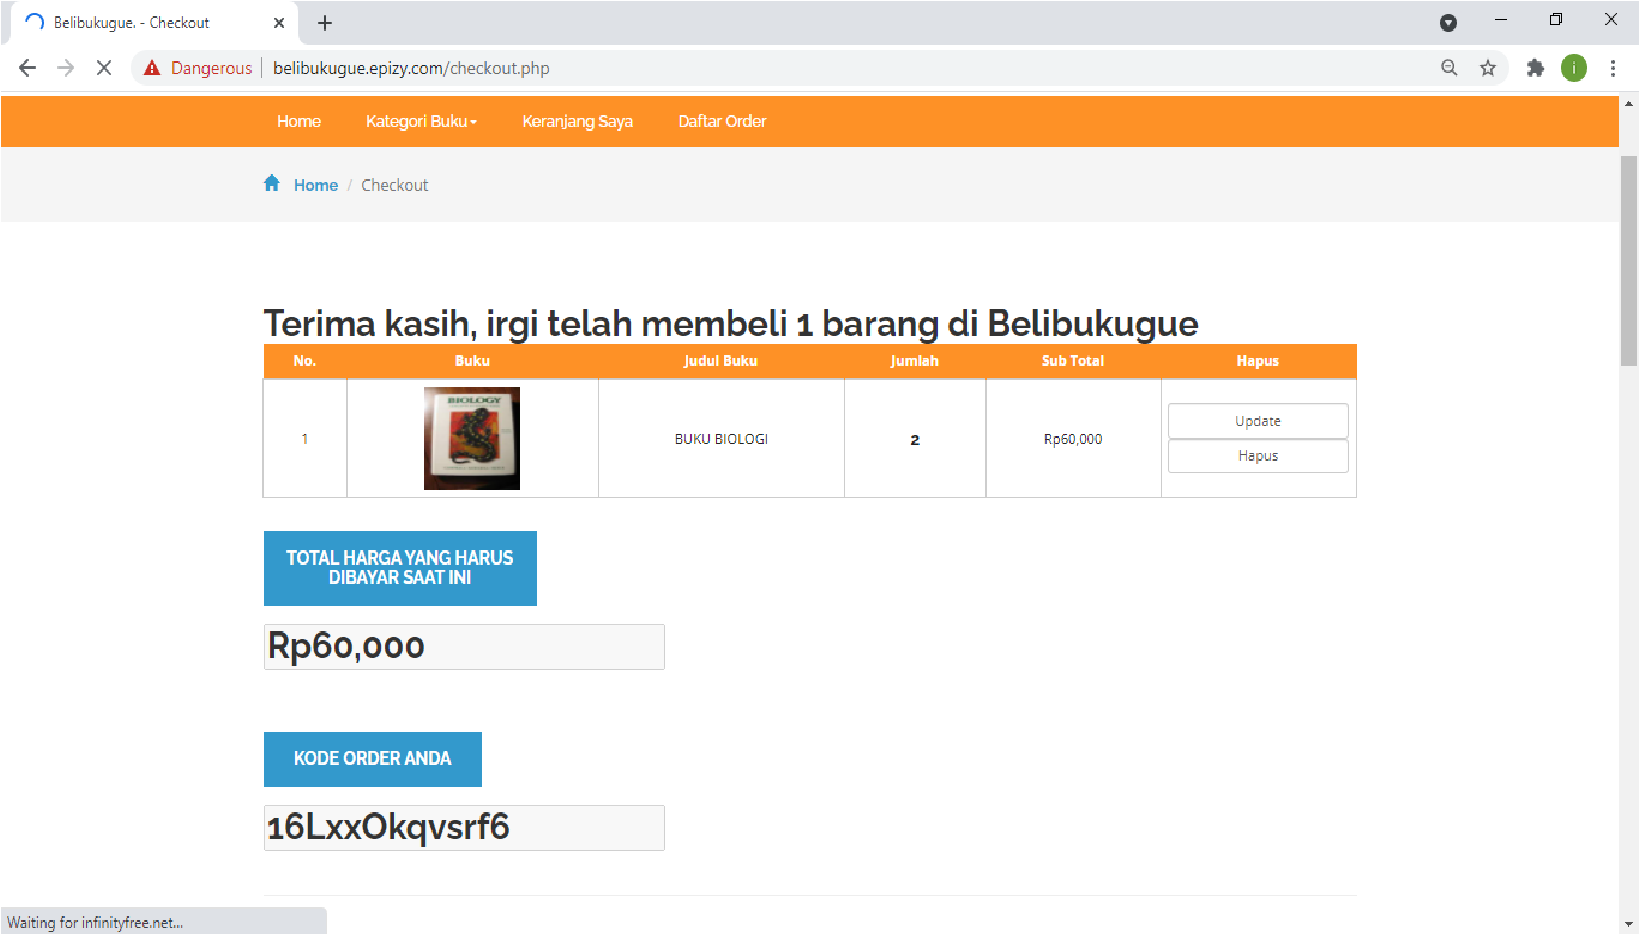 Belibukugue. - Checkout
Dangerous belibukugue.epizy.com/checkout.php
i
Home Kategori Buku Keranjang Saya Daftar Order
Home / Checkout
Terima kasih, irgi telah membeli 1 barang di Belibukugue
No. Buku Judul Buku Jumlah Sub Total Hapus
BIOLOGY
1 BUKU BIOLOGI 2 Rp60,000
Update
Hapus
TOTAL HARGA YANG HARUS
DIBAYAR SAAT INI
Rp60,000
KODE ORDER ANDA
16LxxOkqvsrf6
Waiting for infinityfree.net...